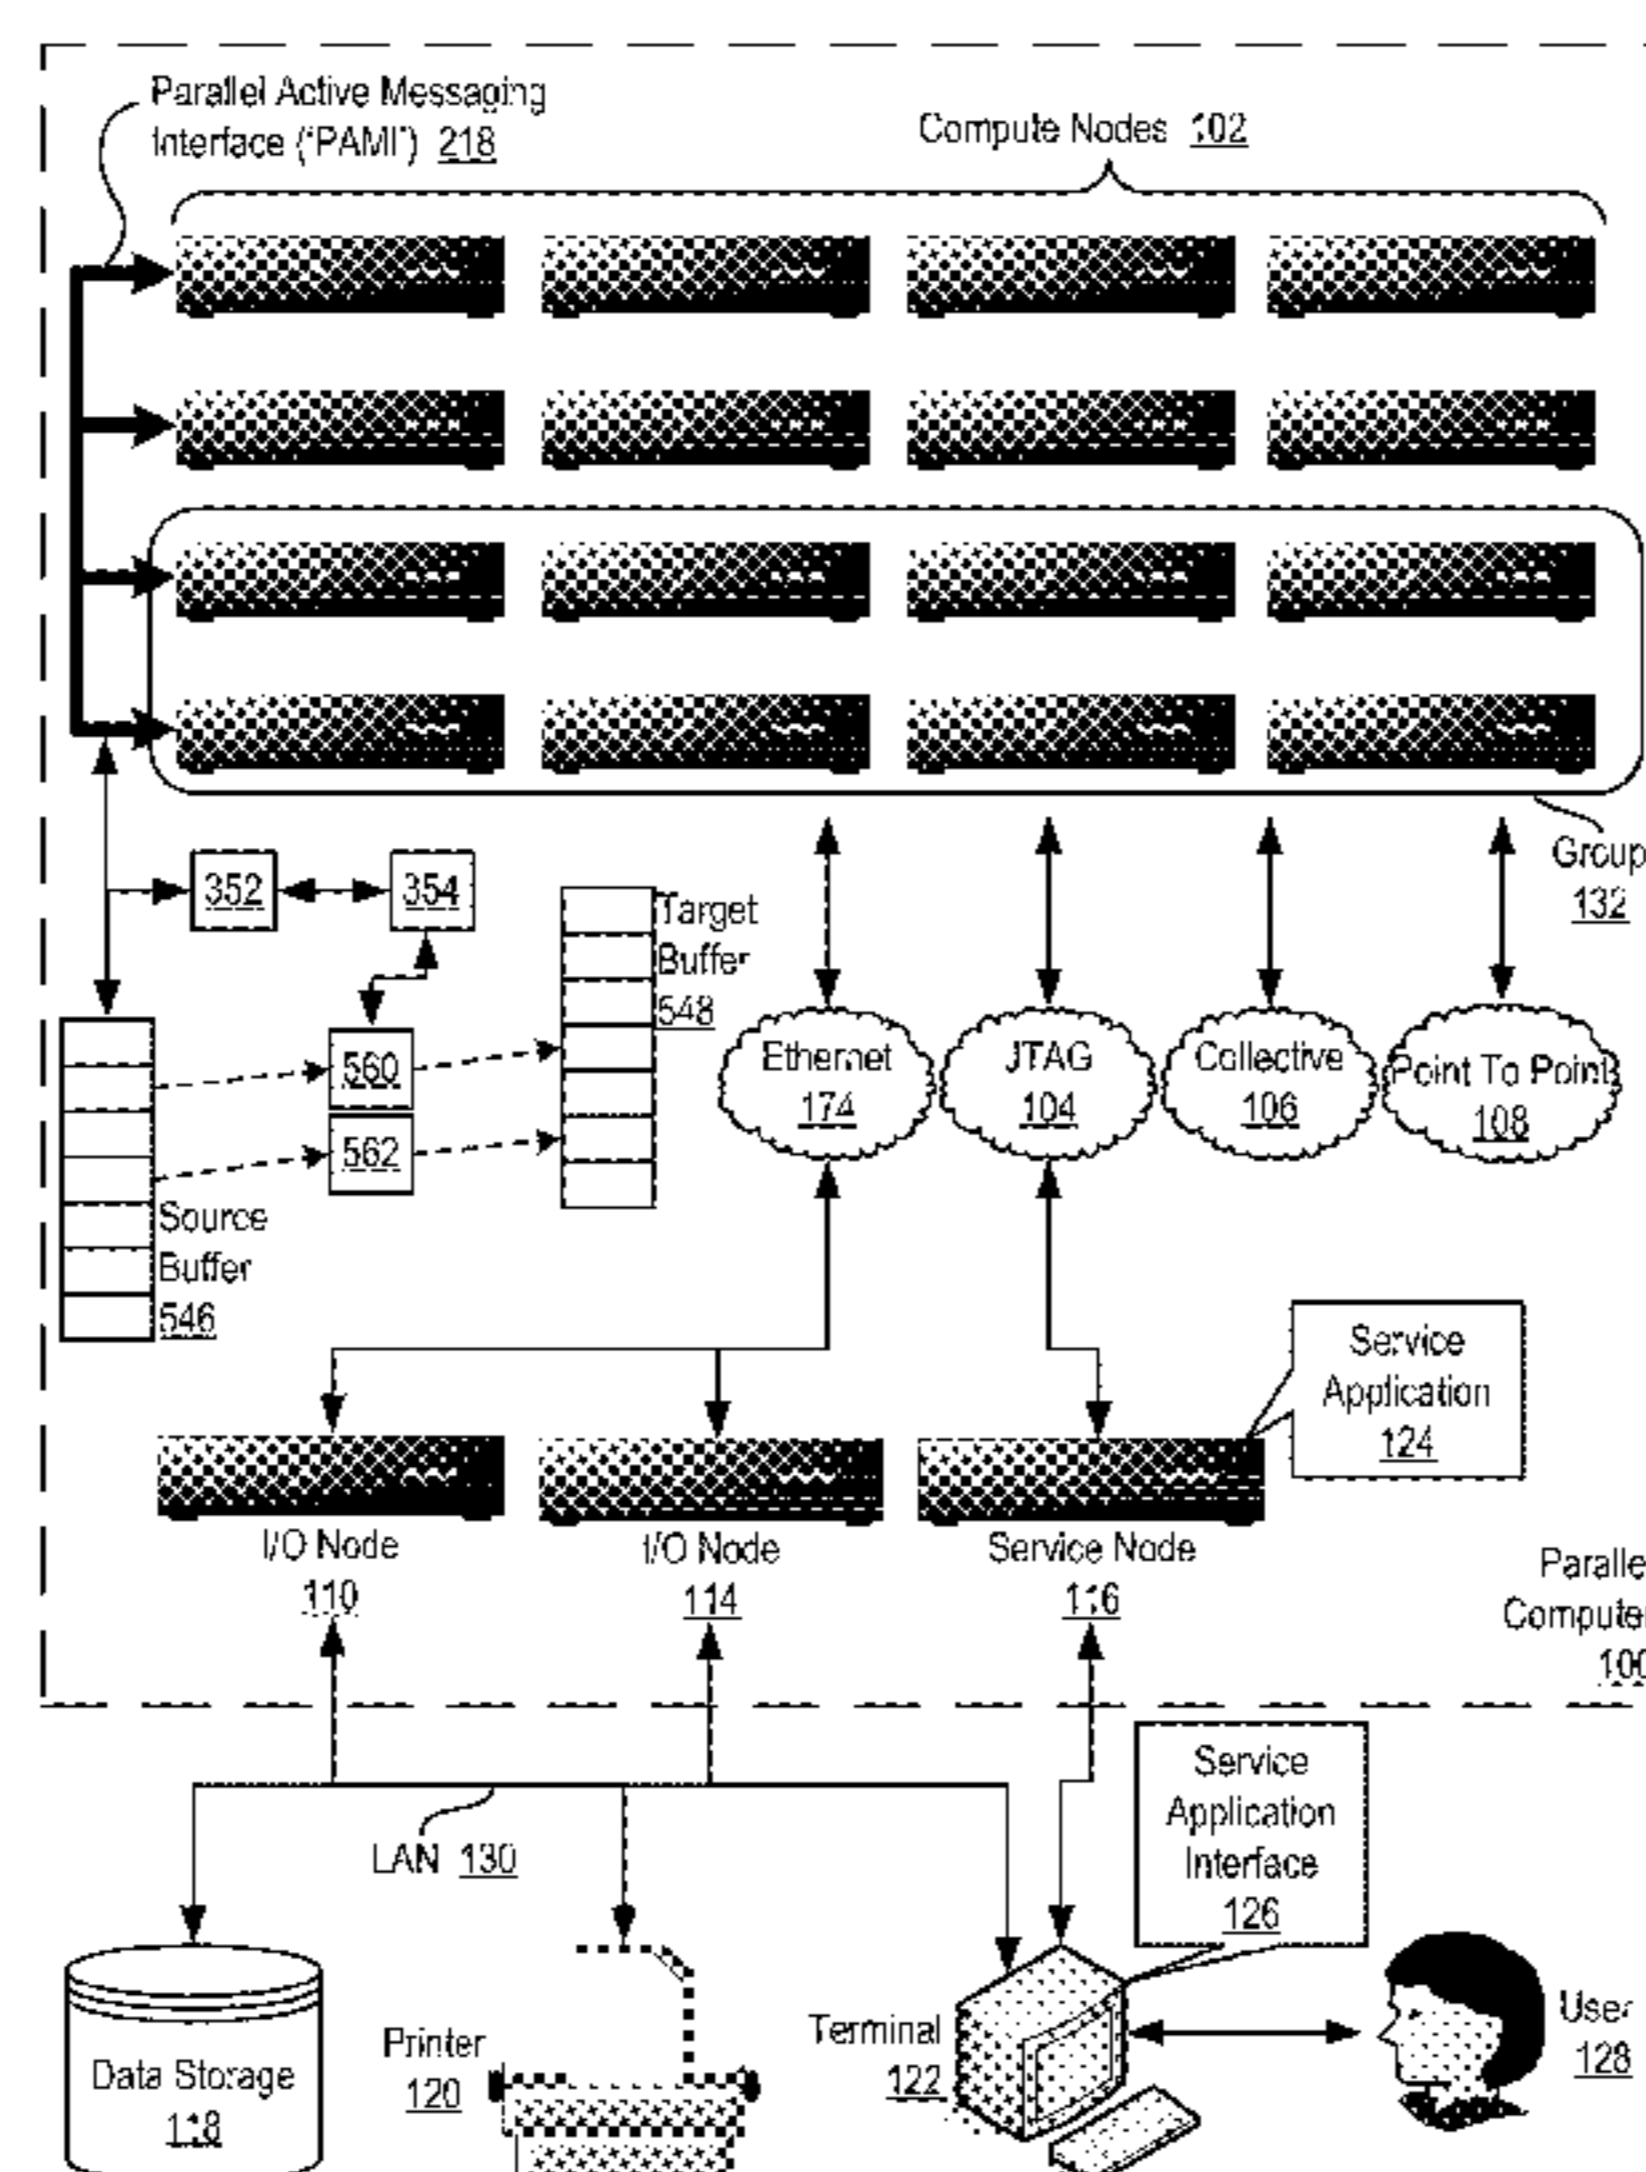 Parallel Active Messaging
Interface ("PAMI") 218
Compute Nodes 102
Group
132
352
354
Target
Buffer
548
560
562
Source
Buffer
546
Ethernet
174
JTAG
104
Collective
106
Point To Point
108
Service
Application
124
I/O Node
110
I/O Node
114
Service Node
116
Paralle
Computer
100
LAN 130
Service
Application
Interface
126
Data Storage
118
Printer
120
Terminal
122
User
128